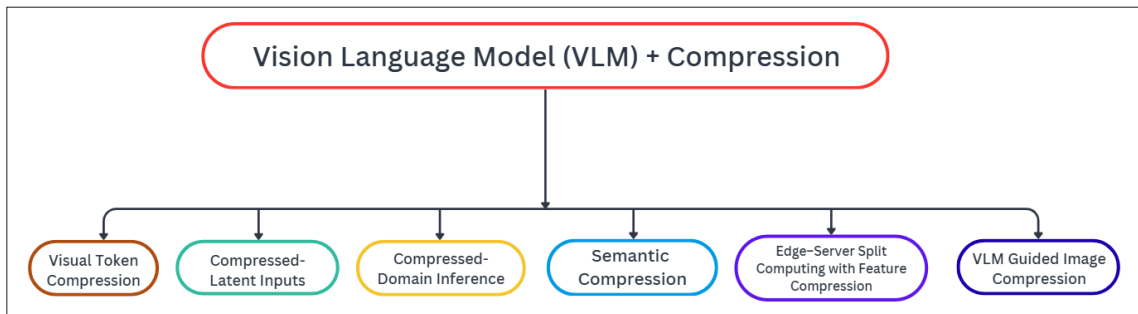 Vision Language Model (VLM) + Compression
Visual Token
Compression
Compressed-
Latent Inputs
Compressed-
Domain Inference
Semantic
Compression
Edge–Server Split
Computing with Feature
Compression
VLM Guided Image
Compression